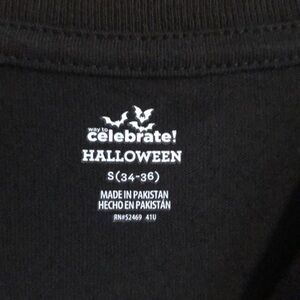 way to
celebrate!
HALLOWEEN
S(34-36)
MADE IN PAKISTAN
HECHO EN PAKISTÁN
RN#52469 41U